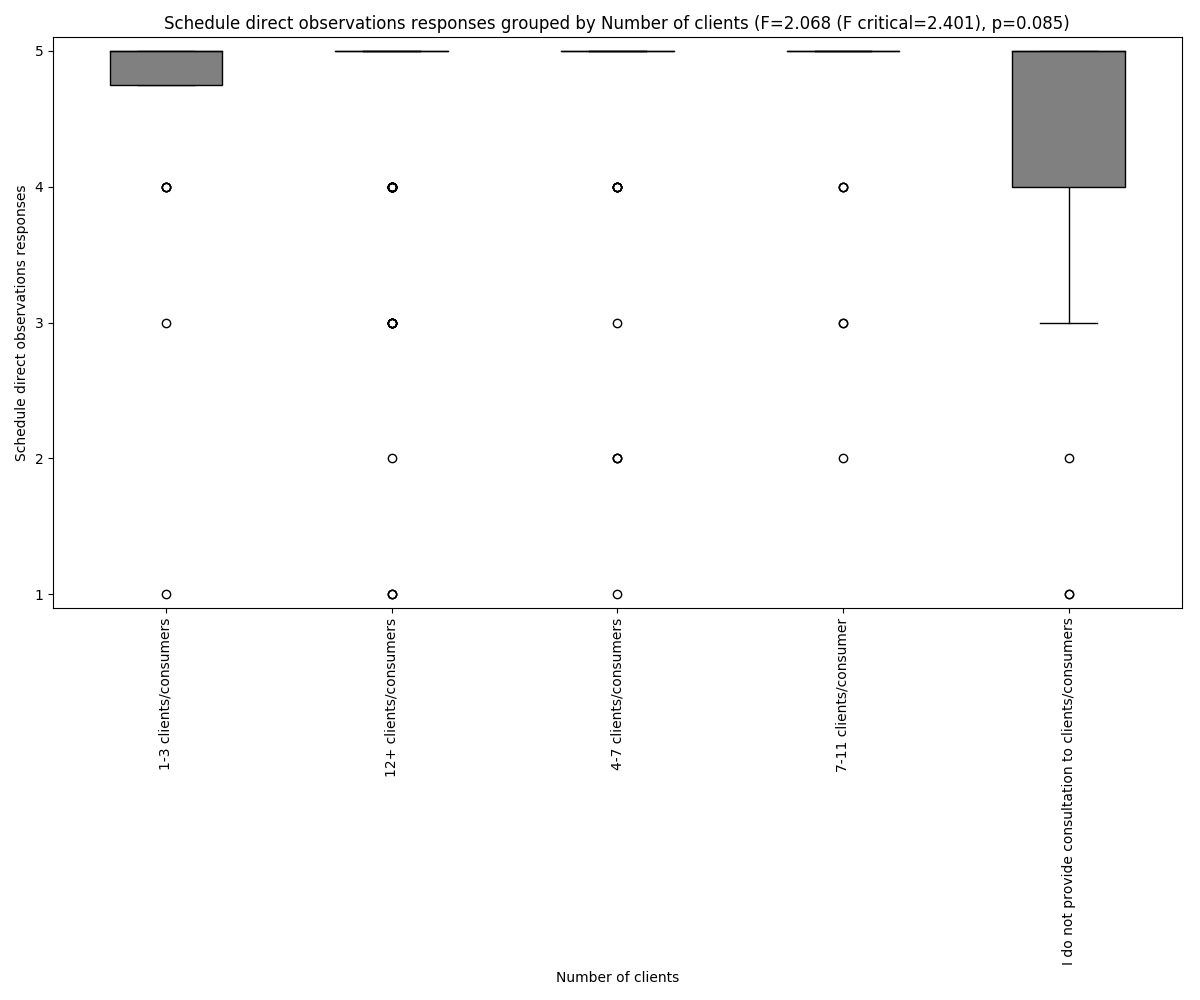 Schedule direct observations responses grouped by Number of clients (F=2.068 (F critical=2.401), p=0.085)
Schedule direct observations responses
5
4
3
2
1
1-3 clients/consumers
12+ clients/consumers
4-7 clients/consumers
7-11 clients/consumer
I do not provide consultation to clients/consumers
Number of clients